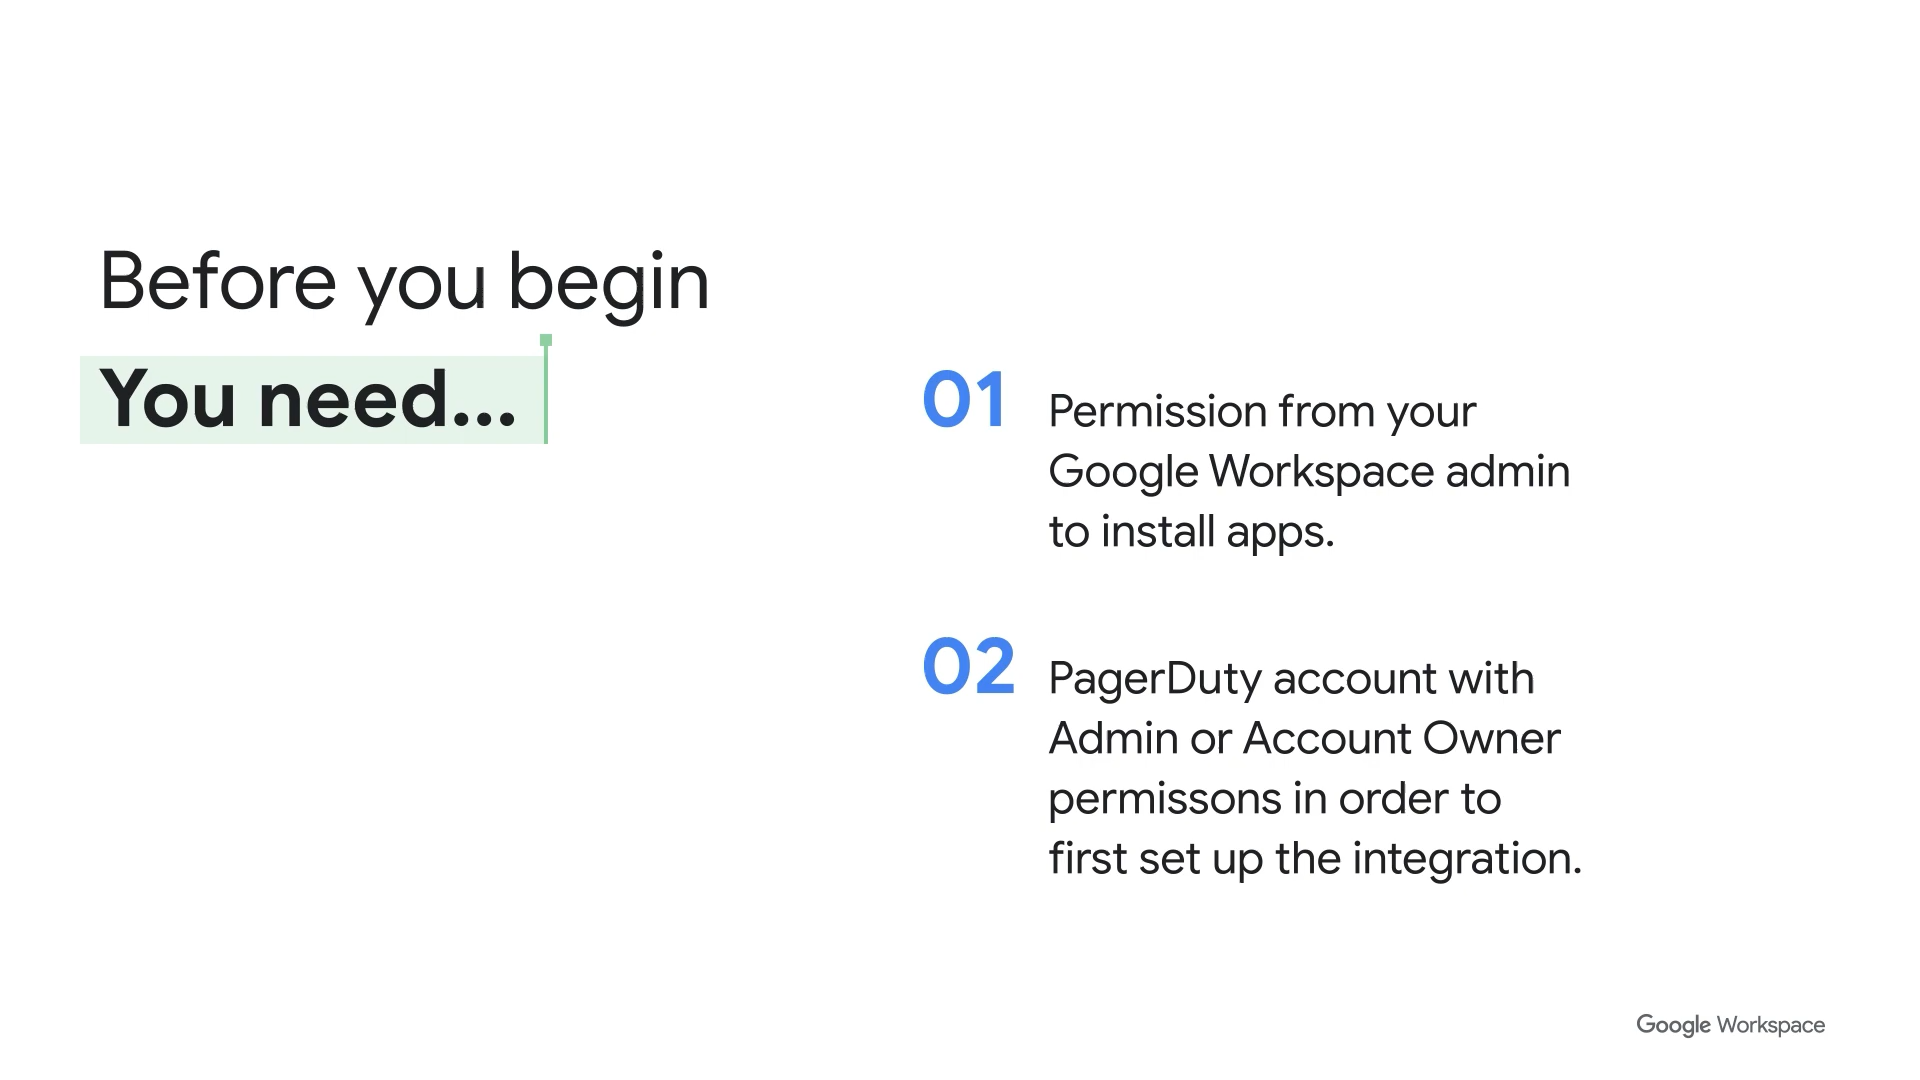 Before you begin
You need...
01
Permission from your
Google Workspace admin
to install apps.
02
PagerDuty account with
Admin or Account Owner
permissons in order to
first set up the integration.
Google Workspace